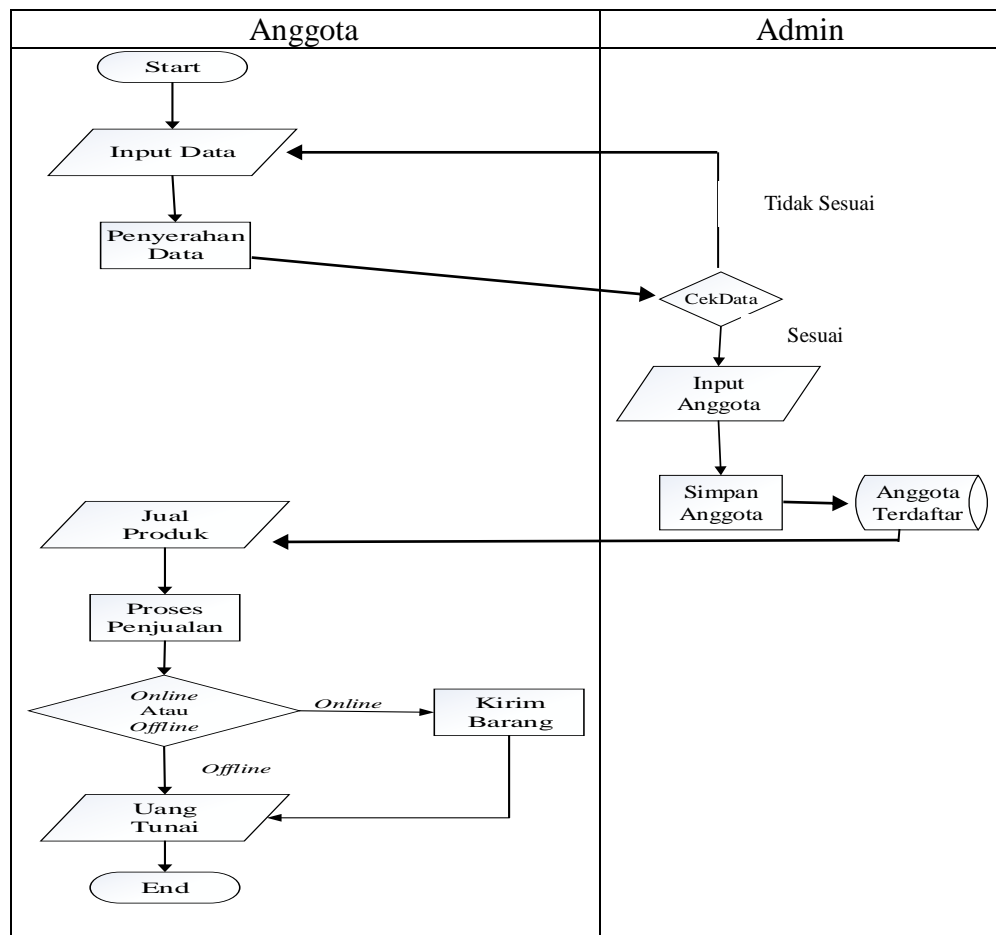 Anggota
Admin
Start
Input Data
Penyerahan
Data
Tidak Sesuai
CekData
Sesuai
Input
Anggota
Simpan
Anggota
Anggota
Terdaftar
Jual
Produk
Proses
Penjualan
Online
Atau
Offline
Online
Kirim
Barang
Offline
Uang
Tunai
End